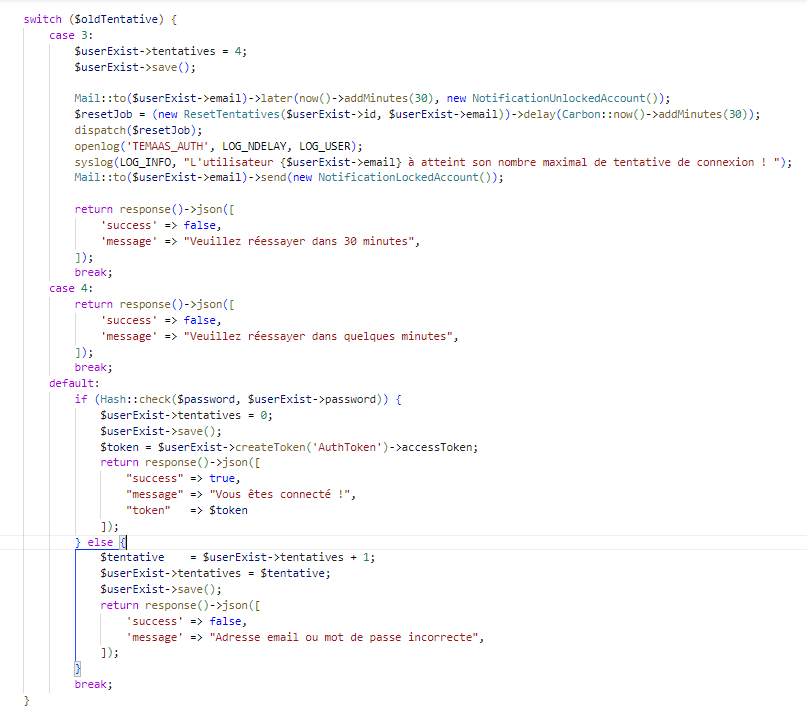 switch ($oldTentative) {
case 3:
$userExist->tentatives = 4;
$userExist->save();
Mail::to($userExist->email)->later(now()->addMinutes(30), new NotificationUnlockedAccount());
$resetJob = (new ResetTentatives($userExist->id, $userExist->email))->delay(Carbon::now()->addMinutes(30));
dispatch($resetJob);
openlog('TEMAAS_AUTH', LOG_NDELAY, LOG_USER);
syslog(LOG_INFO, "L'utilisateur {$userExist->email} à atteint son nombre maximal de tentative de connexion ! ");
Mail::to($userExist->email)->send(new NotificationLockedAccount());
return response()->json([
'success' => false,
'message' => "Veuillez réessayer dans 30 minutes",
]);
break;
case 4:
return response()->json([
'success' => false,
'message' => "Veuillez réessayer dans quelques minutes",
]);
break;
default:
if (Hash::check($password, $userExist->password)) {
$userExist->tentatives = 0;
$userExist->save();
$token = $userExist->createToken('AuthToken')->accessToken;
return response()->json([
"success" => true,
"message" => "Vous êtes connecté !",
"token"   => $token
]);
} else {
$tentative    = $userExist->tentatives + 1;
$userExist->tentatives = $tentative;
$userExist->save();
return response()->json([
'success' => false,
'message' => "Adresse email ou mot de passe incorrecte",
]);
}
break;
}